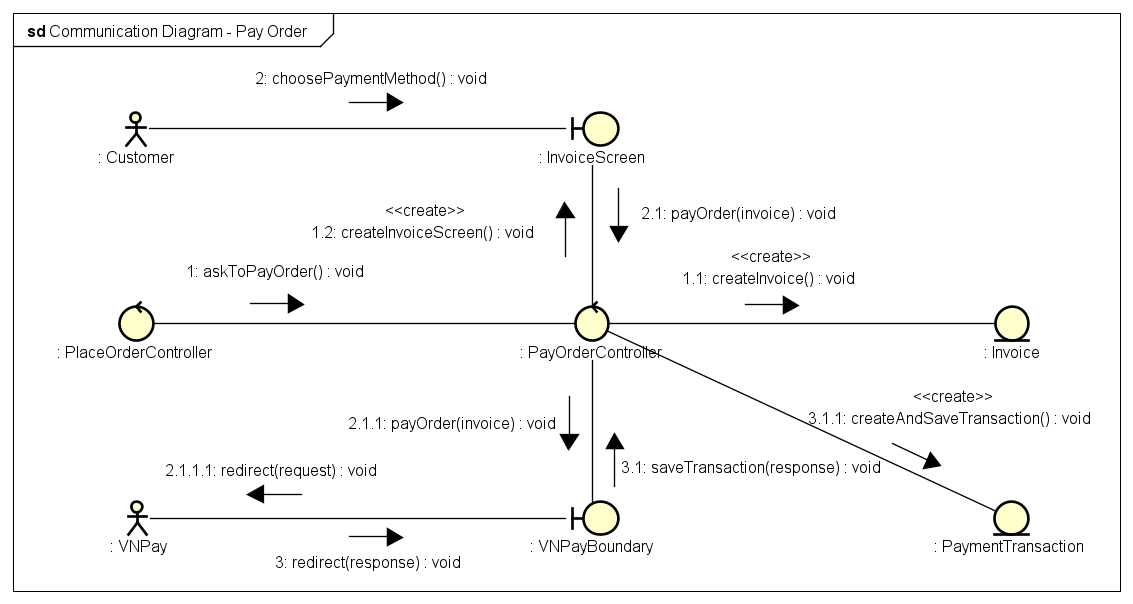 sd Communication Diagram - Pay Order
2: choosePaymentMethod() : void
: Customer
: InvoiceScreen
<<create>>
1.2: createInvoiceScreen() : void
2.1: payOrder(invoice) : void
1: askToPayOrder() : void
<<create>>
1.1: createInvoice() : void
: PlaceOrderController
: PayOrderController
: Invoice
<<create>>
3.1.1: createAndSaveTransaction() : void
2.1.1: payOrder(invoice) : void
2.1.1.1: redirect(request) : void
3.1: saveTransaction(response) : void
: VNPay
: VNPayBoundary
: PaymentTransaction
3: redirect(response) : void